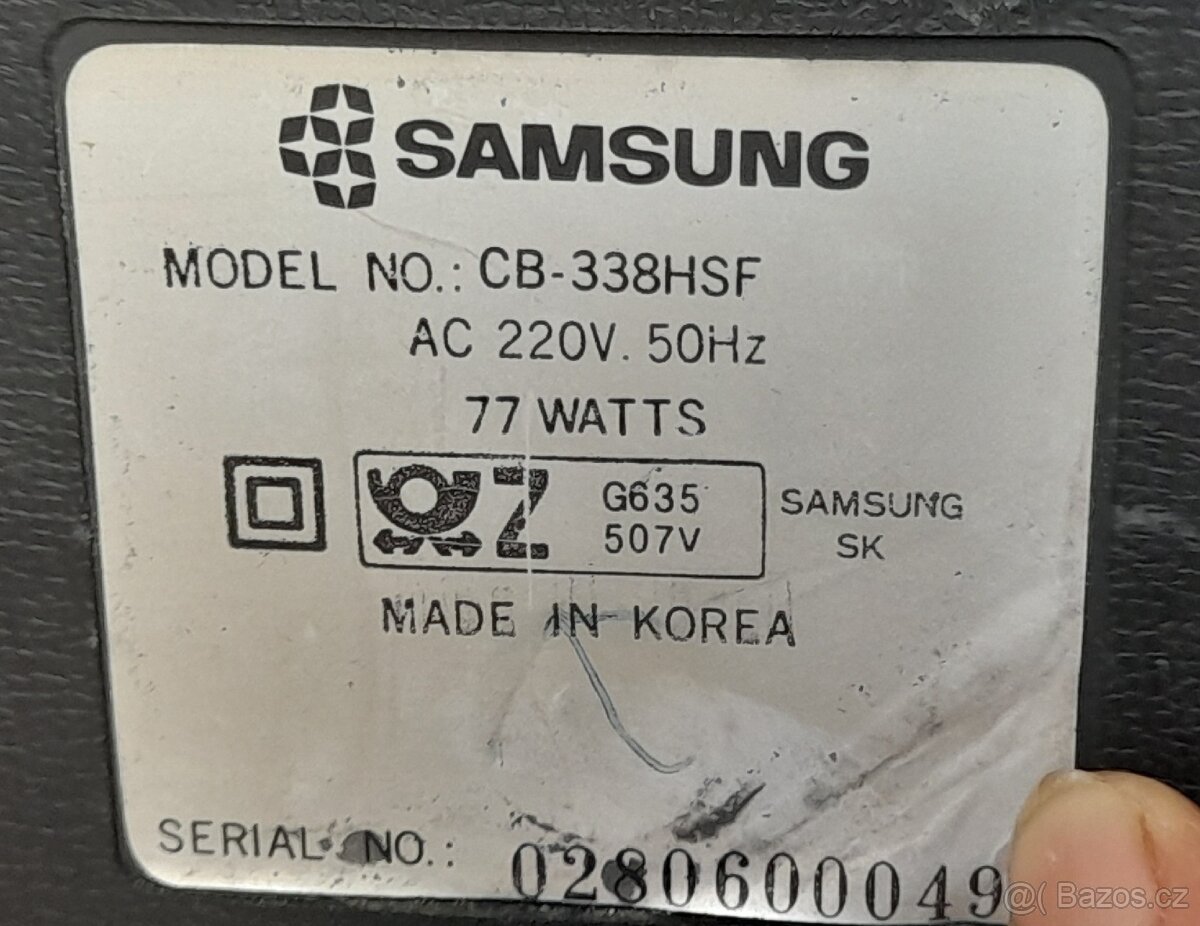 SAMSUNG
MODEL NO.: CB-338HSF
AC 220V. 50Hz
77 WATTS
Z G635
507V
SAMSUNG
SK
MADE IN KOREA
SERIAL NO.: 0280600049
@( Bazos.cz